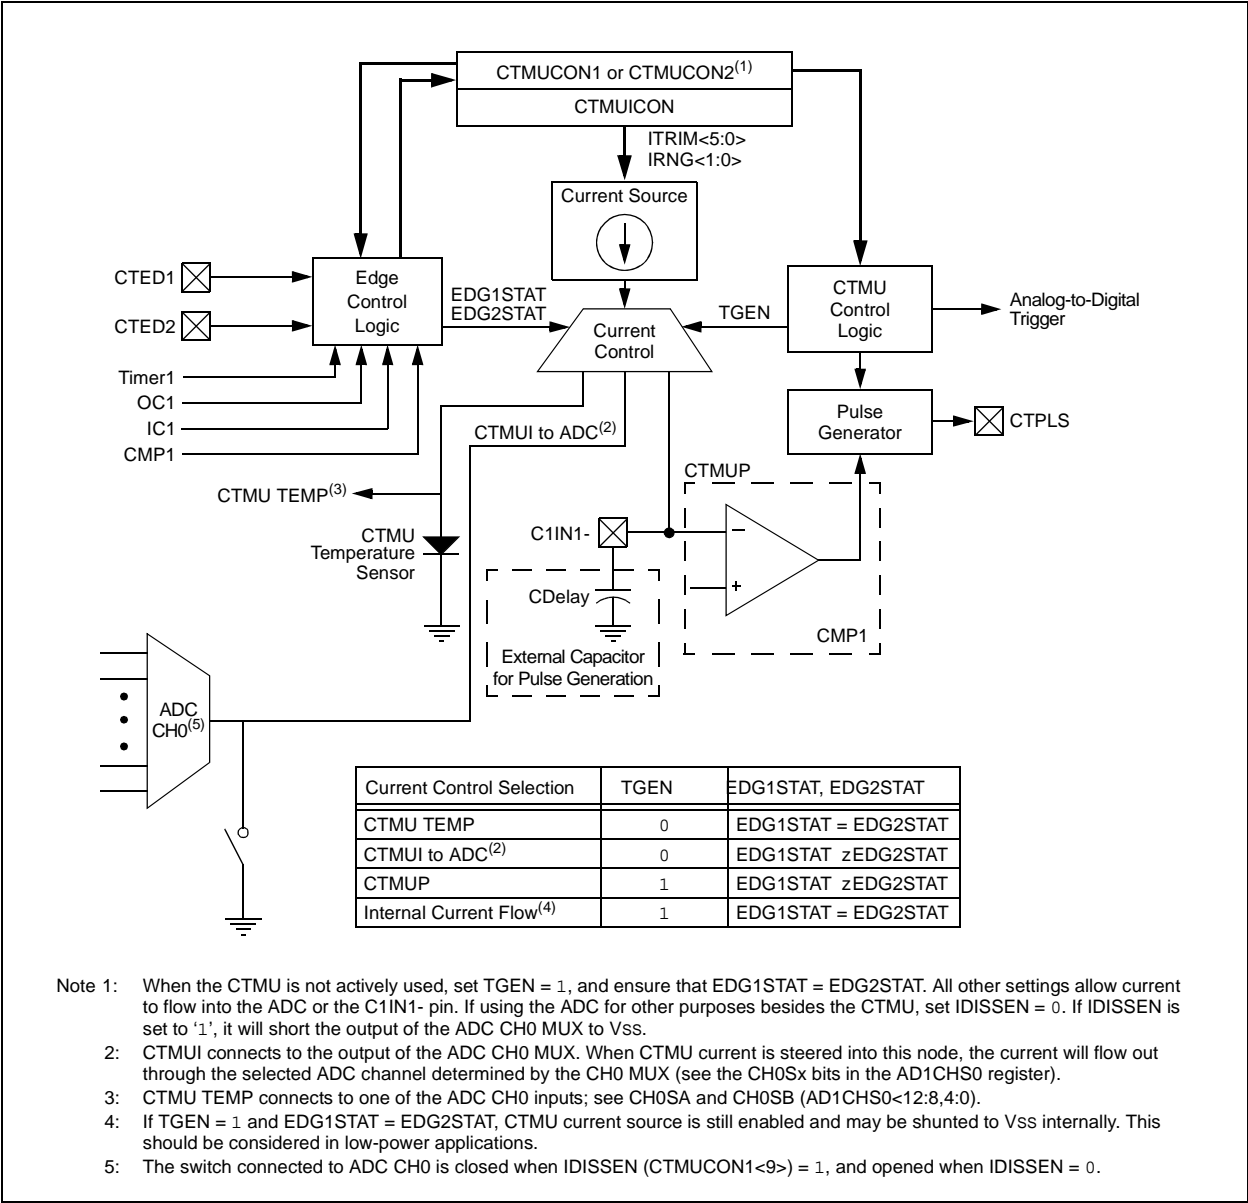 CTMUCON1 or CTMUCON2(1)
CTMUICON
ITRIM<5:0>
IRNG<1:0>
Current Source
CTED1
CTED2
Edge
Control
Logic
EDG1STAT
EDG2STAT
Current
Control
TGEN
CTMU
Control
Logic
Analog-to-Digital
Trigger
Timer1
OC1
IC1
CMP1
Pulse
Generator
CTPLS
CTMUI to ADC(2)
CTMUP
CTMU TEMP(3)
CTMU
Temperature
Sensor
C1IN1-
–
+
CDelay
CMP1
External Capacitor
for Pulse Generation
ADC
CH0(5)
Current Control Selection TGEN EDG1STAT, EDG2STAT
CTMU TEMP 0 EDG1STAT = EDG2STAT
CTMUI to ADC(2) 0 EDG1STAT zEDG2STAT
CTMUP 1 EDG1STAT zEDG2STAT
Internal Current Flow(4) 1 EDG1STAT = EDG2STAT
Note 1: When the CTMU is not actively used, set TGEN = 1, and ensure that EDG1STAT = EDG2STAT. All other settings allow current
to flow into the ADC or the C1IN1- pin. If using the ADC for other purposes besides the CTMU, set IDISSEN = 0. If IDISSEN is
set to ‘1’, it will short the output of the ADC CH0 MUX to VSS.
2: CTMUI connects to the output of the ADC CH0 MUX. When CTMU current is steered into this node, the current will flow out
through the selected ADC channel determined by the CH0 MUX (see the CH0Sx bits in the AD1CHS0 register).
3: CTMU TEMP connects to one of the ADC CH0 inputs; see CH0SA and CH0SB (AD1CHS0<12:8,4:0).
4: If TGEN = 1 and EDG1STAT = EDG2STAT, CTMU current source is still enabled and may be shunted to VSS internally. This
should be considered in low-power applications.
5: The switch connected to ADC CH0 is closed when IDISSEN (CTMUCON1<9>) = 1, and opened when IDISSEN = 0.